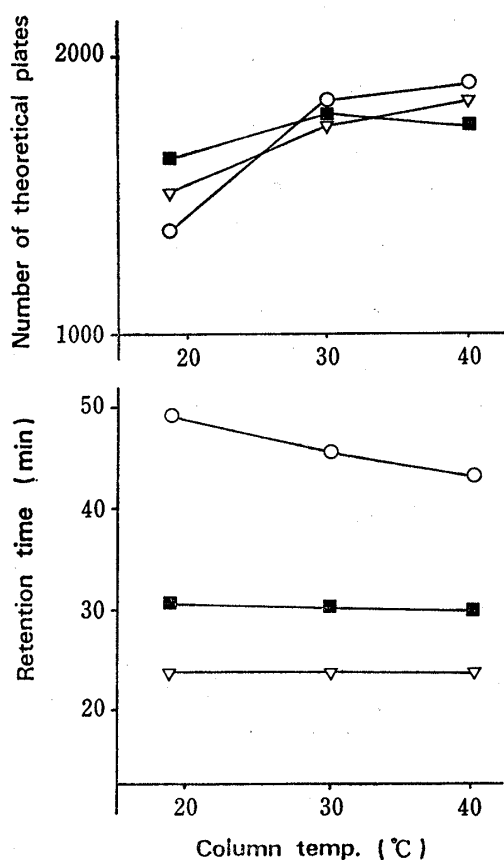 Number of theoretical plates
2000
1000
20 30 40
Retention time (min)
50
40
30
20
20 30 40
Column temp. (℃)